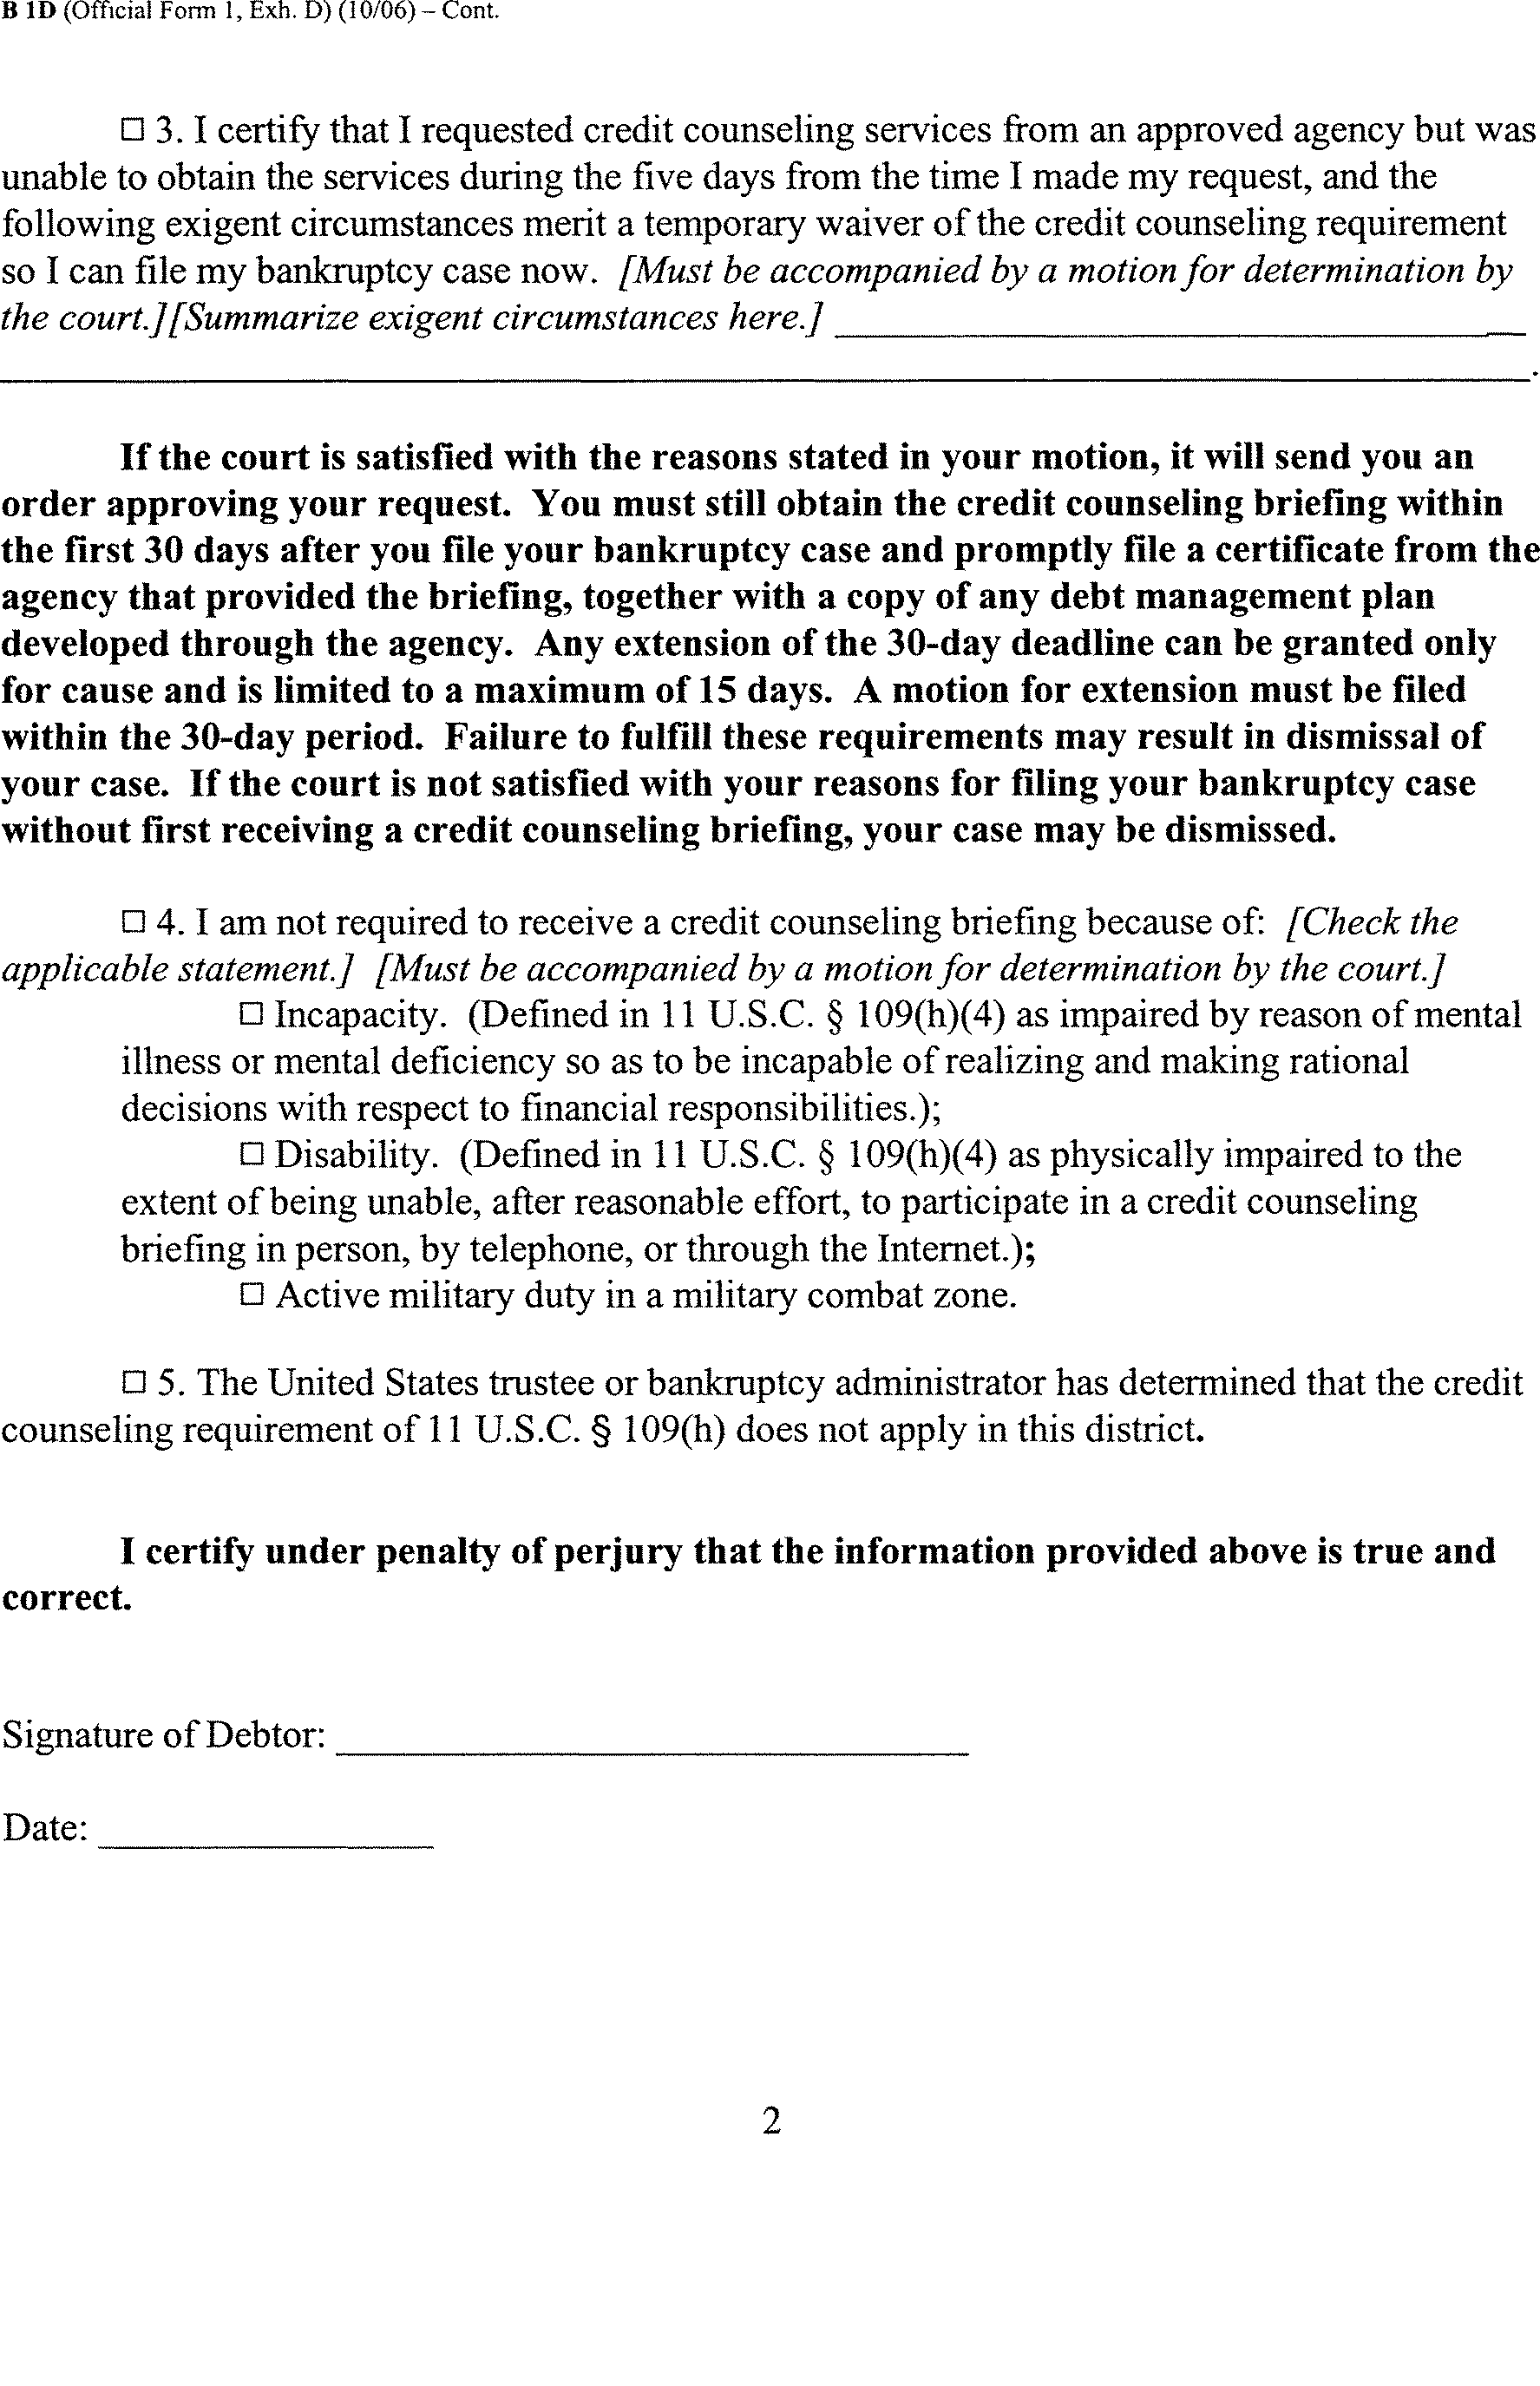 B 1D (Official Form 1, Exh. D) (10/06) – Cont.
☐ 3. I certify that I requested credit counseling services from an approved agency but was
unable to obtain the services during the five days from the time I made my request, and the
following exigent circumstances merit a temporary waiver of the credit counseling requirement
so I can file my bankruptcy case now. [Must be accompanied by a motion for determination by
the court.][Summarize exigent circumstances here.] ________________
________________.
If the court is satisfied with the reasons stated in your motion, it will send you an
order approving your request. You must still obtain the credit counseling briefing within
the first 30 days after you file your bankruptcy case and promptly file a certificate from the
agency that provided the briefing, together with a copy of any debt management plan
developed through the agency. Any extension of the 30-day deadline can be granted only
for cause and is limited to a maximum of 15 days. A motion for extension must be filed
within the 30-day period. Failure to fulfill these requirements may result in dismissal of
your case. If the court is not satisfied with your reasons for filing your bankruptcy case
without first receiving a credit counseling briefing, your case may be dismissed.
☐ 4. I am not required to receive a credit counseling briefing because of: [Check the
applicable statement.] [Must be accompanied by a motion for determination by the court.]
☐ Incapacity. (Defined in 11 U.S.C. § 109(h)(4) as impaired by reason of mental
illness or mental deficiency so as to be incapable of realizing and making rational
decisions with respect to financial responsibilities.);
☐ Disability. (Defined in 11 U.S.C. § 109(h)(4) as physically impaired to the
extent of being unable, after reasonable effort, to participate in a credit counseling
briefing in person, by telephone, or through the Internet.);
☐ Active military duty in a military combat zone.
☐ 5. The United States trustee or bankruptcy administrator has determined that the credit
counseling requirement of 11 U.S.C. § 109(h) does not apply in this district.
I certify under penalty of perjury that the information provided above is true and
correct.
Signature of Debtor: ________________
Date: ________________
2